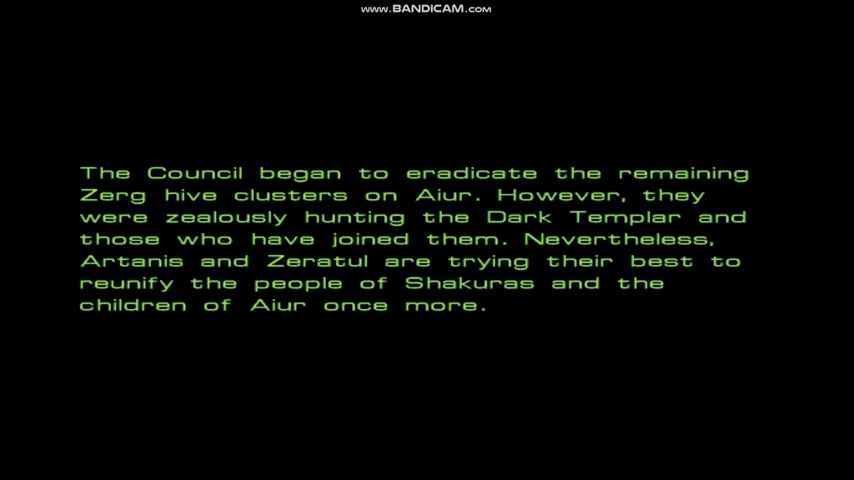 www.BANDICAM.com
The Council began to eradicate the remaining
Zerg hive clusters on Aiur. However, they
were zealously hunting the Dark Templar and
those who have joined them. Nevertheless,
Artanis and Zeratul are trying their best to
reunify the people of Shakuras and the
children of Aiur once more.